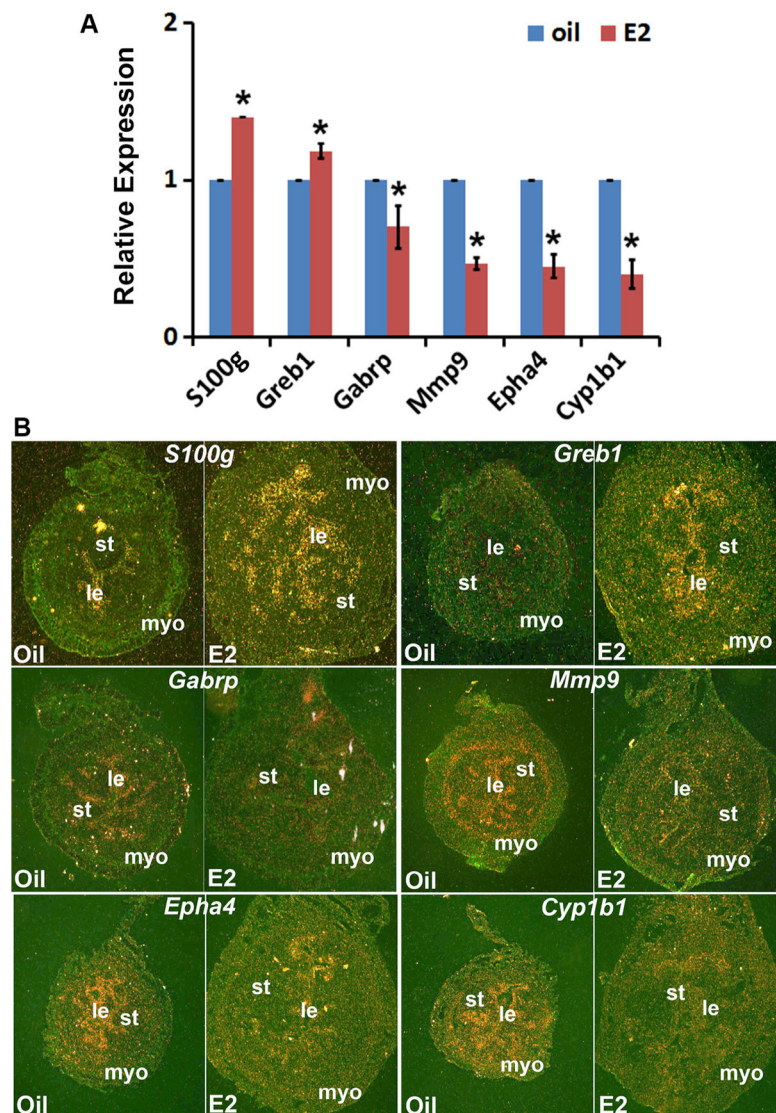 A
oil E2
Relative Expression
2
1
0
* * * * * *
S100g Greb1 Gabrp Mmp9 Epha4 Cyp1b1
B
S100g Greb1
myo
st le le st
le st st le
myo myo
Oil E2 Oil E2
Gabrp Mmp9
le st le le st le
st st
myo myo myo myo
Oil E2 Oil E2
Epha4 Cyp1b1
le st st le st le st le
myo myo myo myo
Oil E2 Oil E2